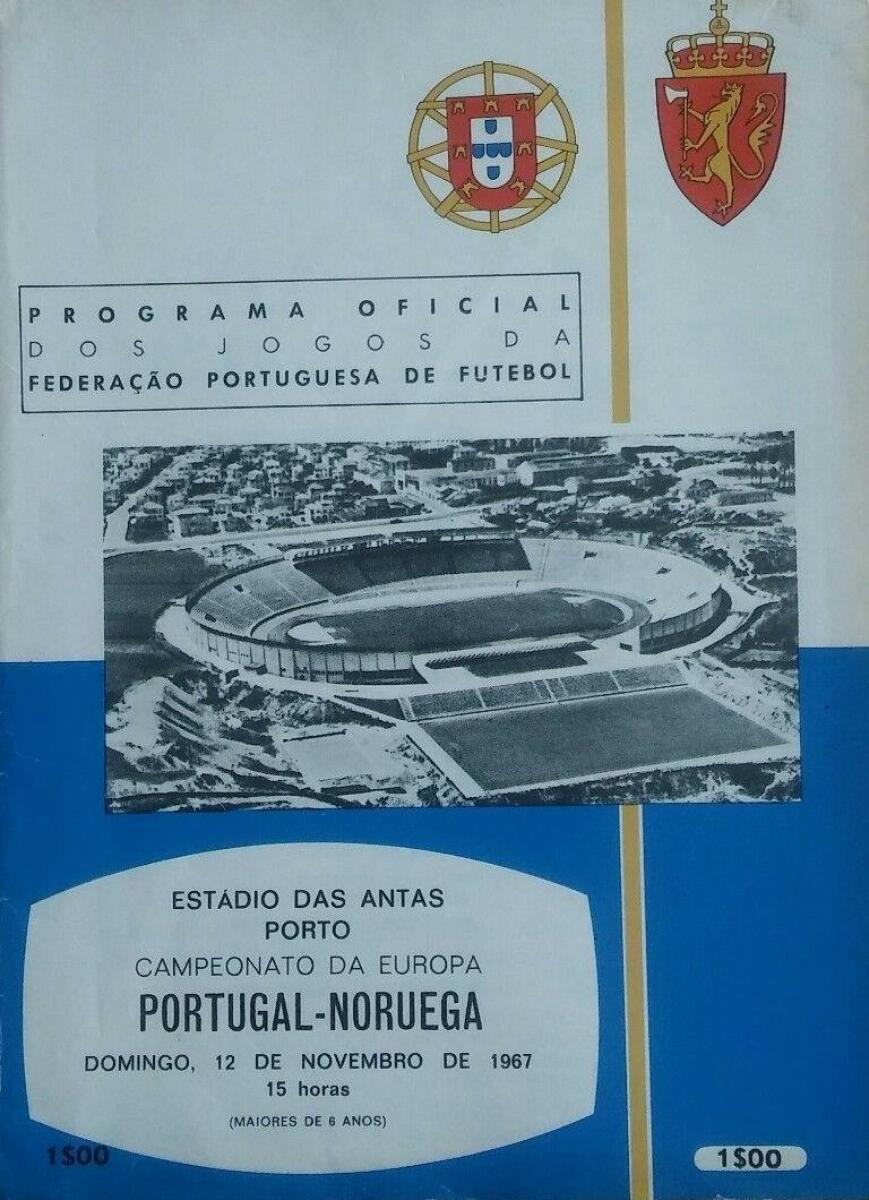 PROGRAMA OFICIAL
DOS JOGOS DA
FEDERAÇÃO PORTUGUESA DE FUTEBOL
ESTÁDIO DAS ANTAS
PORTO
CAMPEONATO DA EUROPA
PORTUGAL-NORUEGA
DOMINGO, 12 DE NOVEMBRO DE 1967
15 horas
(MAIORES DE 6 ANOS)
1$00
1$00